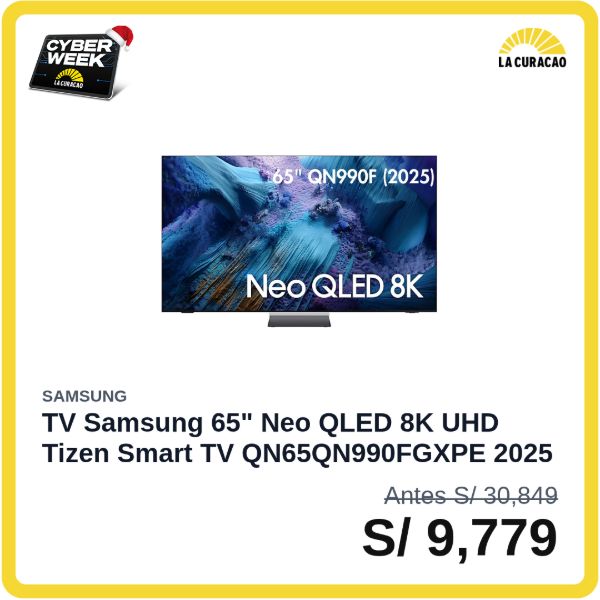 CYBER
WEEK
LA CURACAO
LA CURACAO
65" QN990F (2025)
Neo QLED 8K
SAMSUNG
TV Samsung 65" Neo QLED 8K UHD
Tizen Smart TV QN65QN990FGXPE 2025
Antes S/ 30,849
S/ 9,779